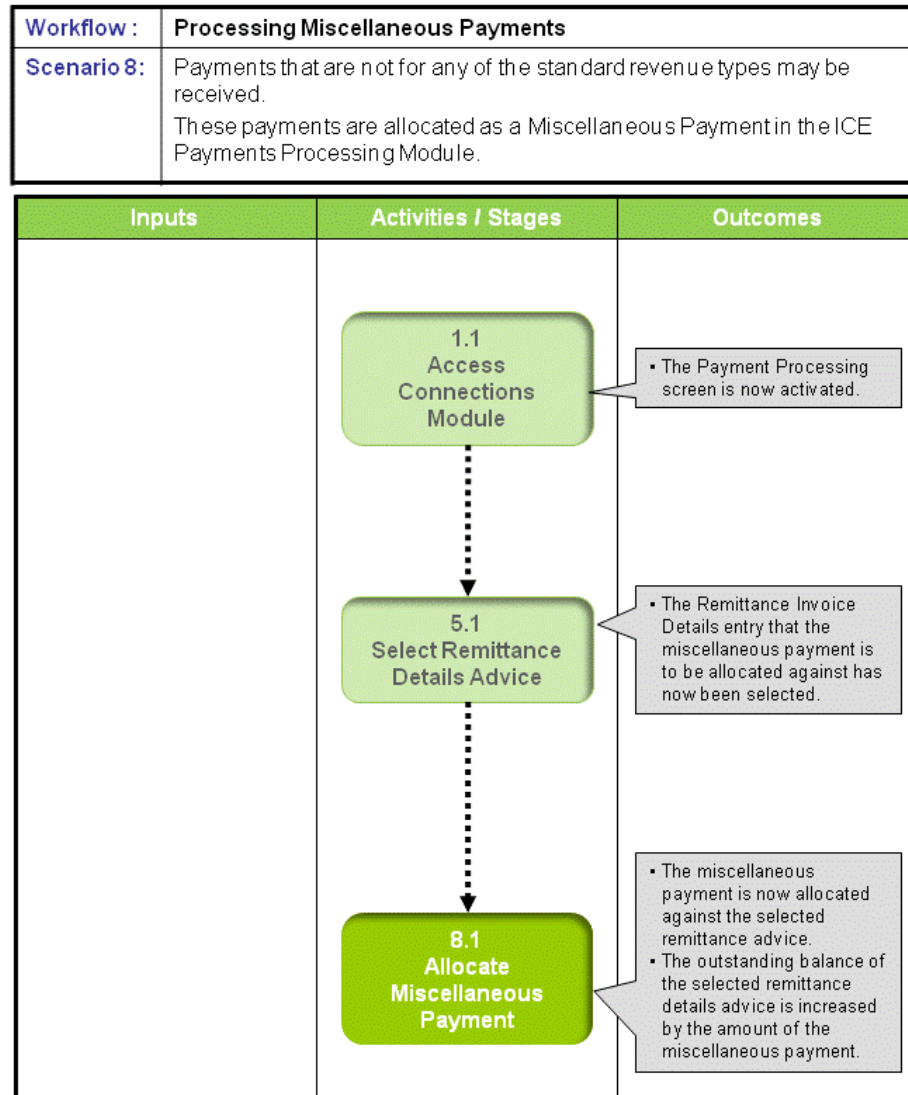 Workflow : Processing Miscellaneous Payments
Scenario 8: Payments that are not for any of the standard revenue types may be
received.
These payments are allocated as a Miscellaneous Payment in the ICE
Payments Processing Module.
Inputs Activities / Stages Outcomes
1.1
Access
Connections
Module
▪ The Payment Processing
screen is now activated.
5.1
Select Remittance
Details Advice
▪ The Remittance Invoice
Details entry that the
miscellaneous payment is
to be allocated against has
now been selected.
8.1
Allocate
Miscellaneous
Payment
▪ The miscellaneous
payment is now allocated
against the selected
remittance advice.
▪ The outstanding balance of
the selected remittance
details advice is increased
by the amount of the
miscellaneous payment.